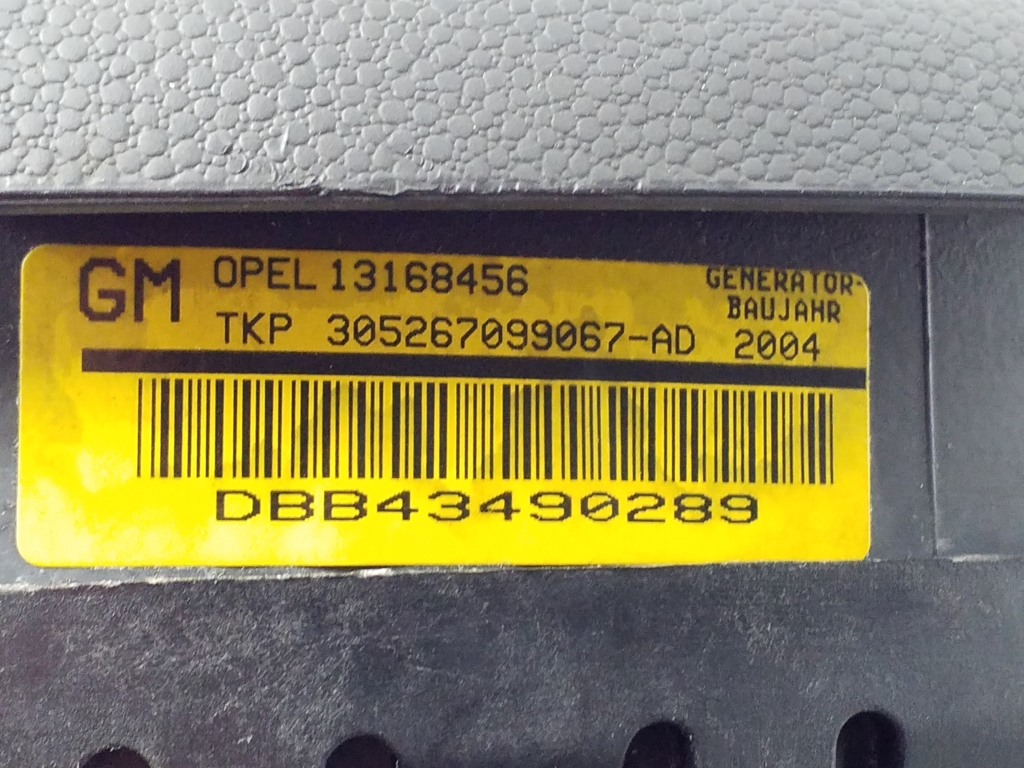 GM OPEL 13168456 GENERATOR-
BAUJAHR
TKP 305267099067-AD 2004
DBB43490289